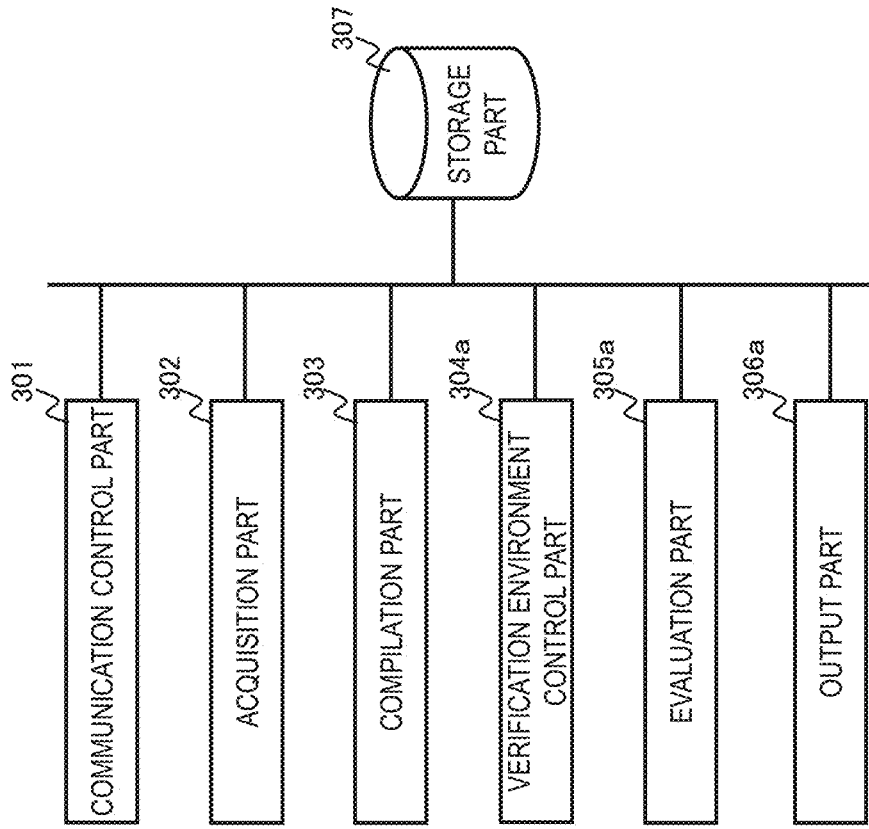 301
COMMUNICATION CONTROL PART
302
ACQUISITION PART
303
COMPILATION PART
304a
VERIFICATION ENVIRONMENT
CONTROL PART
305a
EVALUATION PART
306a
OUTPUT PART
307
STORAGE
PART